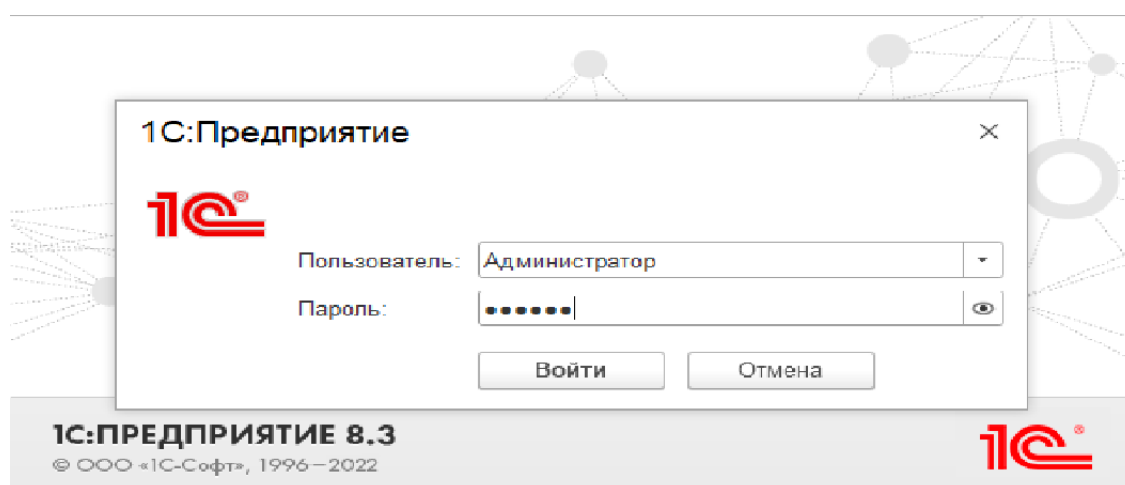 1С:Предприятие
1С®
Пользователь: Администратор
Пароль: ••••••
Войти Отмена
1С:ПРЕДПРИЯТИЕ 8.3
© ООО «1С-Софт», 1996–2022
1С®